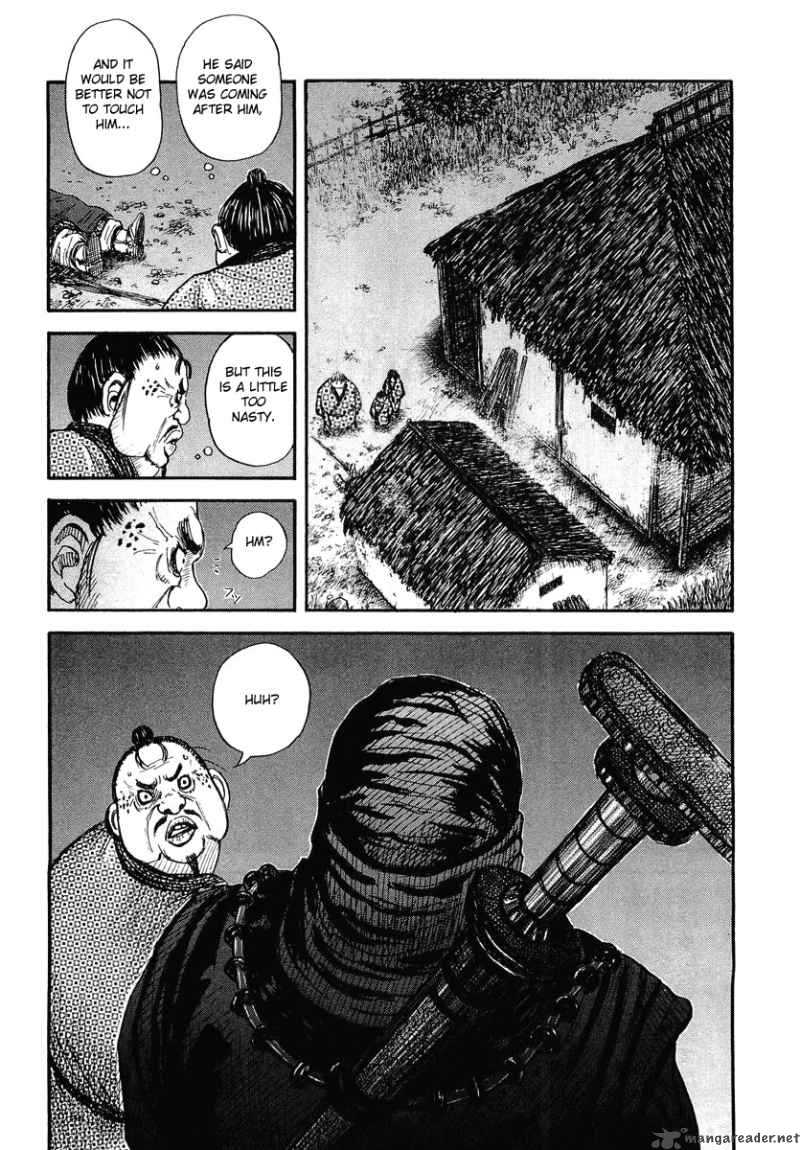 HE SAID
SOMEONE
WAS COMING
AFTER HIM,
AND IT
WOULD BE
BETTER NOT
TO TOUCH
HIM...
BUT THIS
IS A LITTLE
TOO
NASTY.
HM?
HUH?
mangareader.net